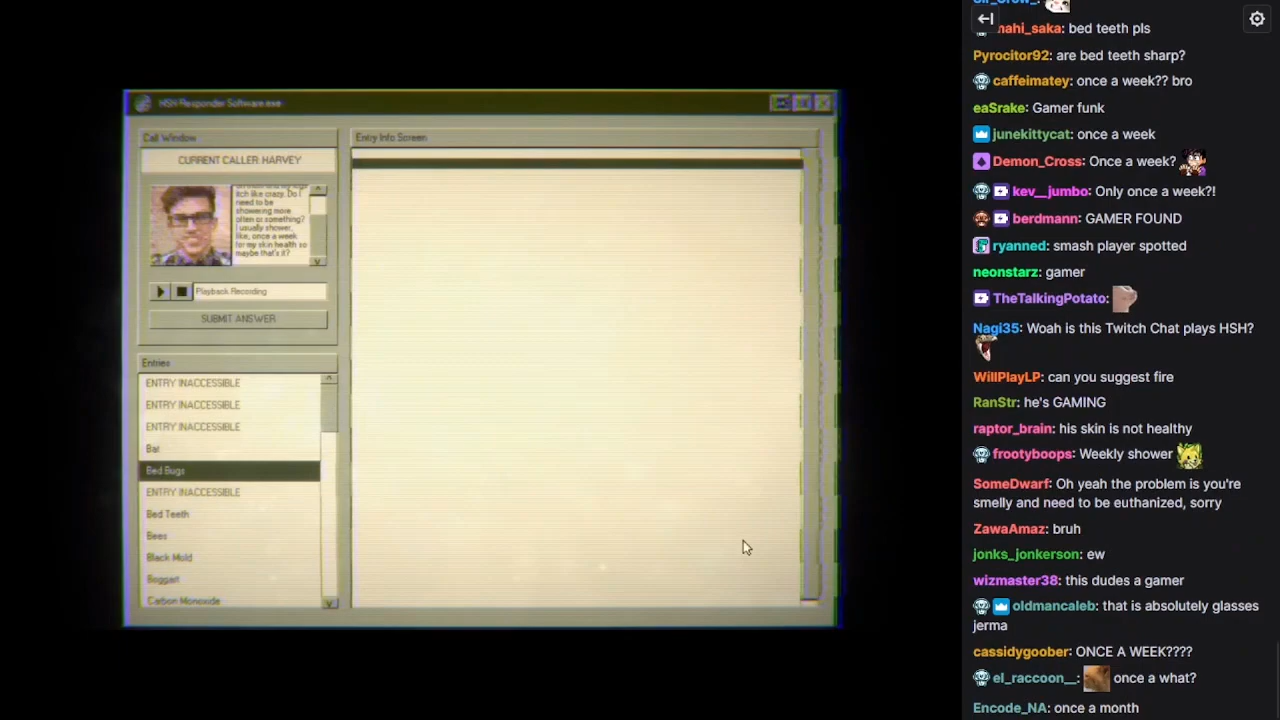 HSH Responder Software.exe
Call Window
CURRENT CALLER: HARVEY
itch like crazy. Do I
need to be
showering more
often or something?
I usually shower,
like, once a week
for my skin health so
maybe that's it?
Playback Recording
SUBMIT ANSWER
Entries
ENTRY INACCESSIBLE
ENTRY INACCESSIBLE
ENTRY INACCESSIBLE
Bat
Bed Bugs
ENTRY INACCESSIBLE
Bed Teeth
Bees
Black Mold
Boggart
Carbon Monoxide
Entry Info Screen
mahi_saka: bed teeth pls
Pyrocitor92: are bed teeth sharp?
caffeimatey: once a week?? bro
eaSrake: Gamer funk
junekittycat: once a week
Demon_Cross: Once a week?
kev__jumbo: Only once a week?!
berdmann: GAMER FOUND
ryanned: smash player spotted
neonstarz: gamer
TheTalkingPotato:
Nagi35: Woah is this Twitch Chat plays HSH?
WillPlayLP: can you suggest fire
RanStr: he's GAMING
raptor_brain: his skin is not healthy
frootyboops: Weekly shower
SomeDwarf: Oh yeah the problem is you're
smelly and need to be euthanized, sorry
ZawaAmaz: bruh
jonks_jonkerson: ew
wizmaster38: this dudes a gamer
oldmancaleb: that is absolutely glasses
jerma
cassidygoober: ONCE A WEEK????
el_raccoon__: once a what?
Encode_NA: once a month